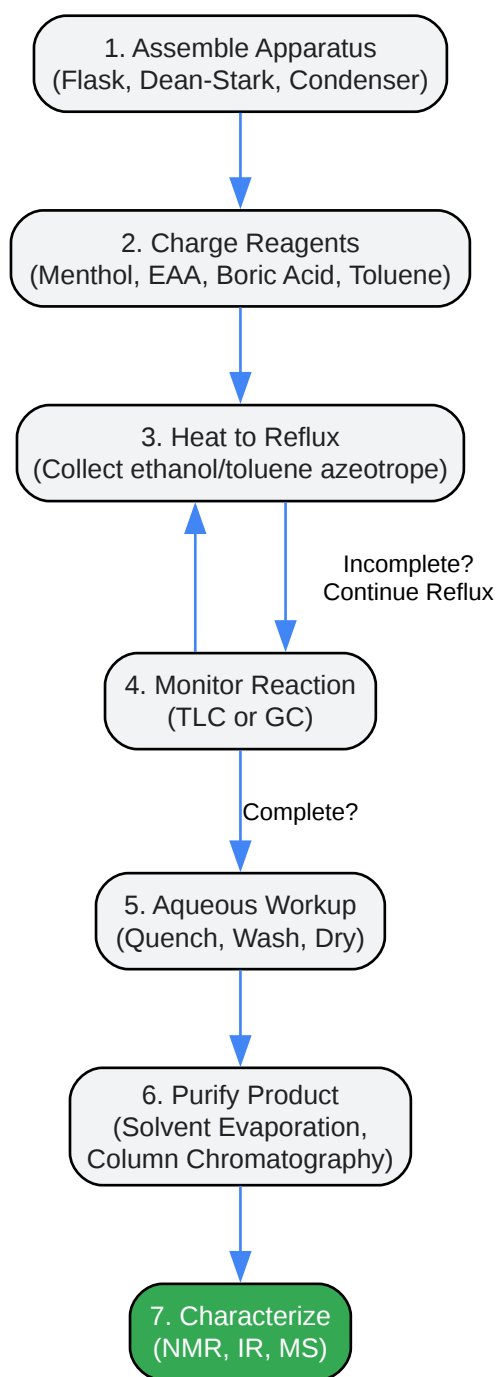 1. Assemble Apparatus
(Flask, Dean-Stark, Condenser)
2. Charge Reagents
(Menthol, EAA, Boric Acid, Toluene)
3. Heat to Reflux
(Collect ethanol/toluene azeotrope)
Incomplete?
Continue Reflux
4. Monitor Reaction
(TLC or GC)
Complete?
5. Aqueous Workup
(Quench, Wash, Dry)
6. Purify Product
(Solvent Evaporation,
Column Chromatography)
7. Characterize
(NMR, IR, MS)